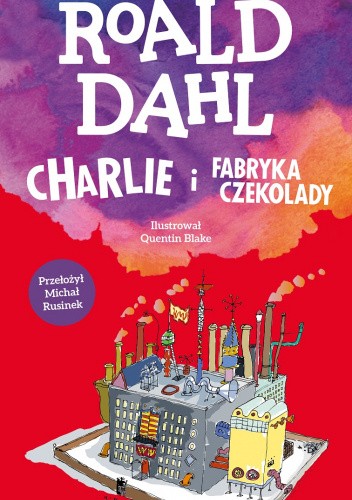 ROALD
DAHL
CHARLIE i FABRYKA
CZEKOLADY
Ilustrował
Quentin Blake
Przełożył
Michał
Rusinek